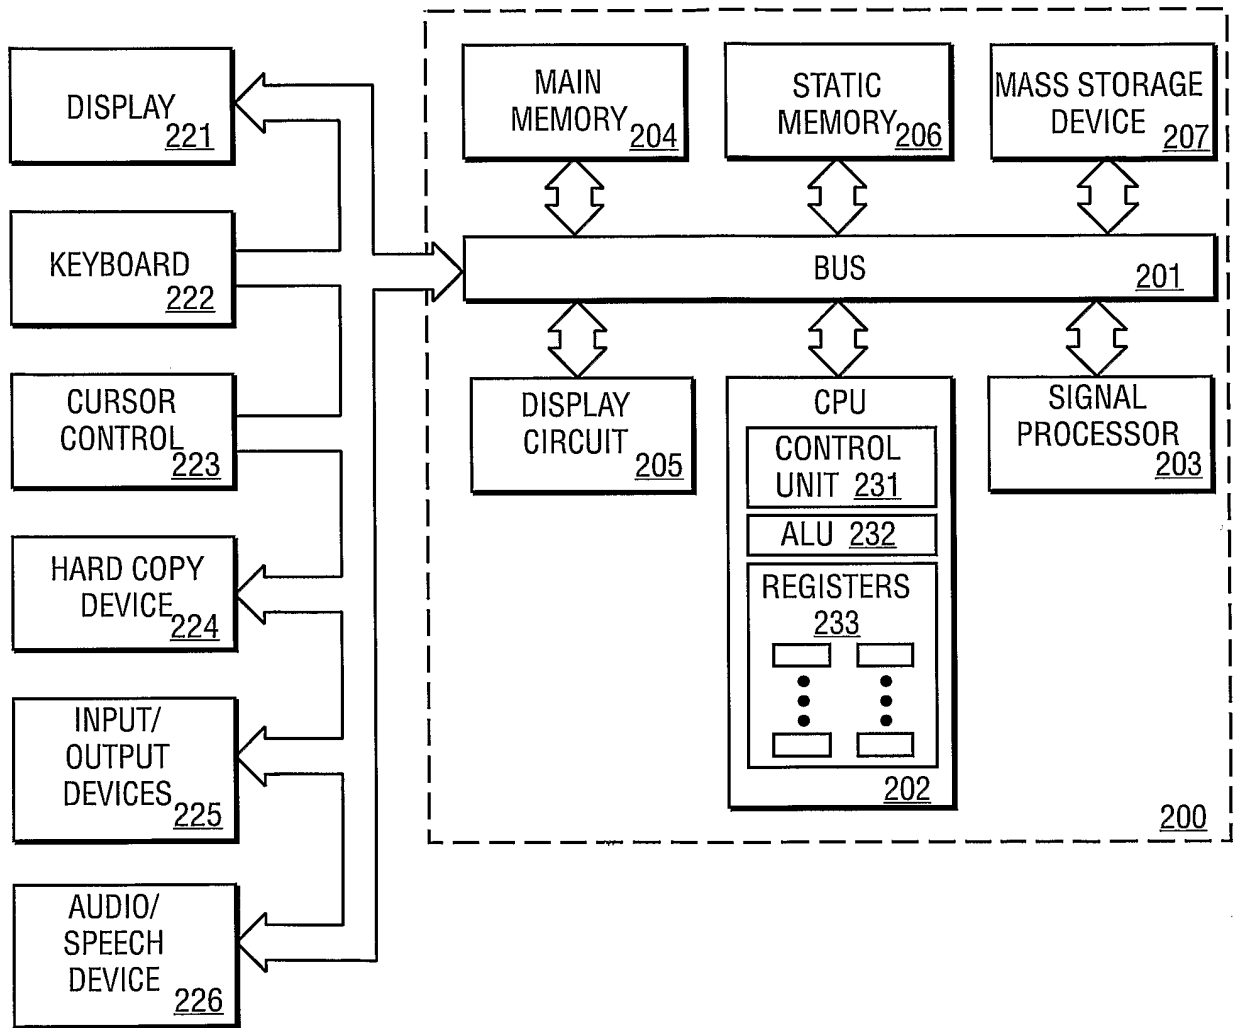 DISPLAY
221
KEYBOARD
222
CURSOR
CONTROL
223
HARD COPY
DEVICE
224
INPUT/
OUTPUT
DEVICES
225
AUDIO/
SPEECH
DEVICE
226
MAIN
MEMORY
204
STATIC
MEMORY
206
MASS STORAGE
DEVICE
207
BUS
201
DISPLAY
CIRCUIT
205
CPU
CONTROL
UNIT 231
ALU 232
REGISTERS
233
202
SIGNAL
PROCESSOR
203
200